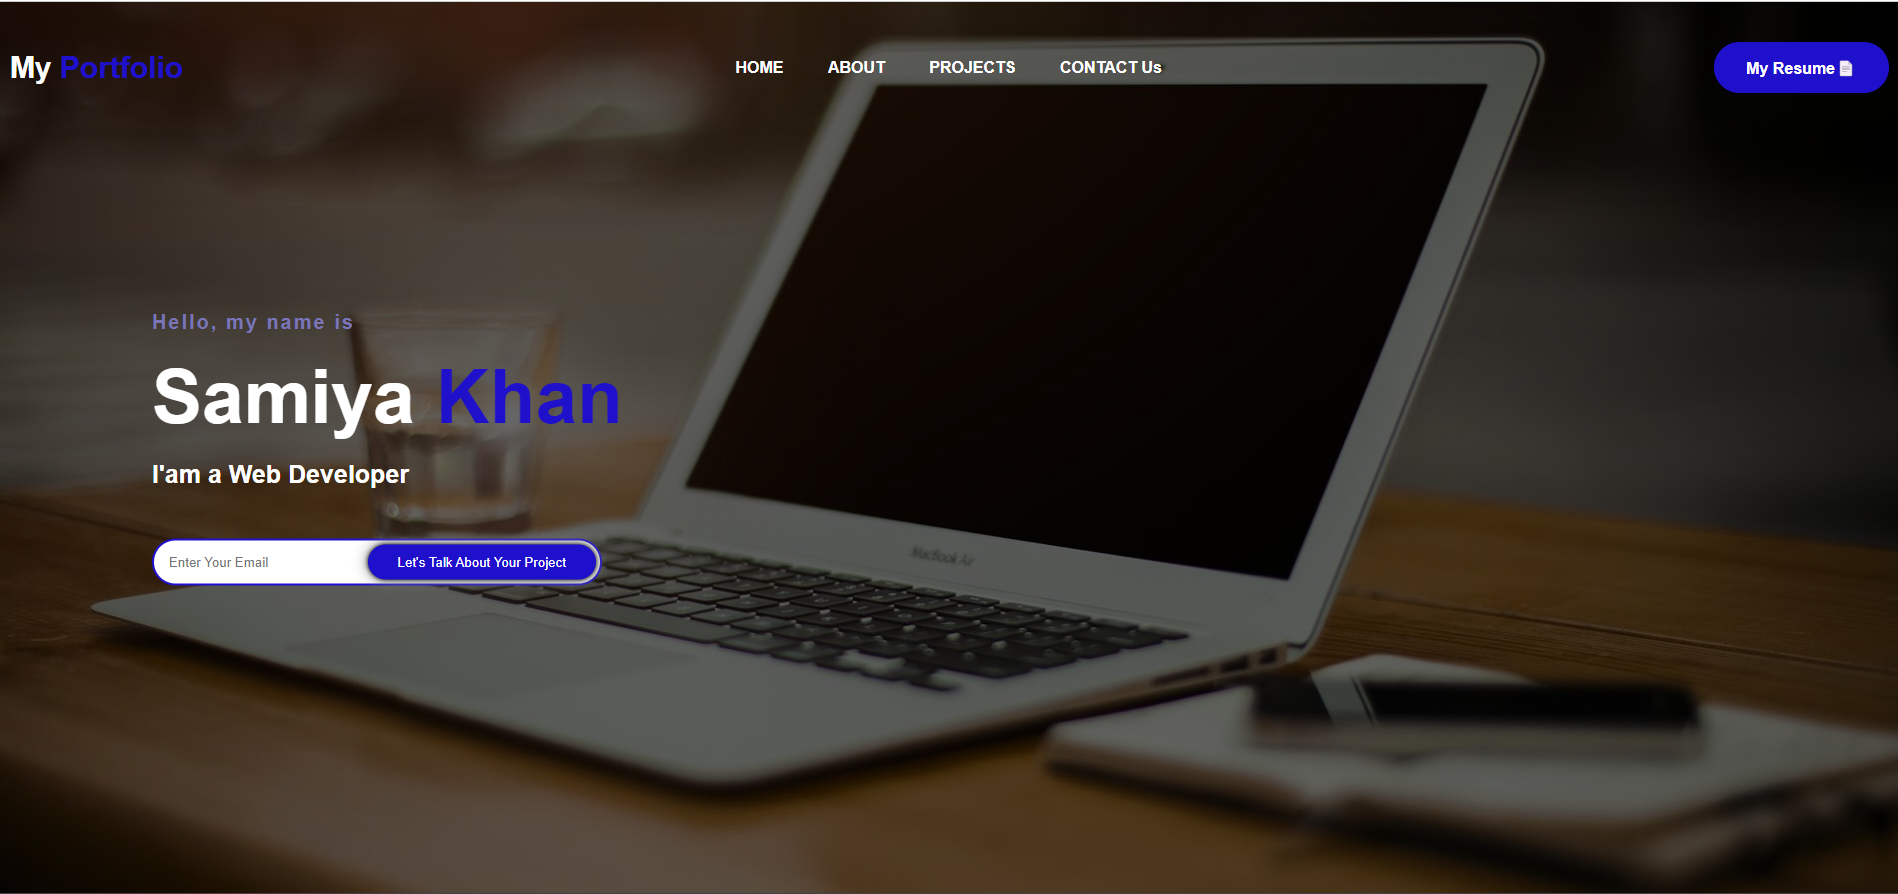 My Portfolio
HOME ABOUT PROJECTS CONTACT Us
My Resume
Hello, my name is
Samiya Khan
I'am a Web Developer
Enter Your Email
Let's Talk About Your Project
MacBook Air